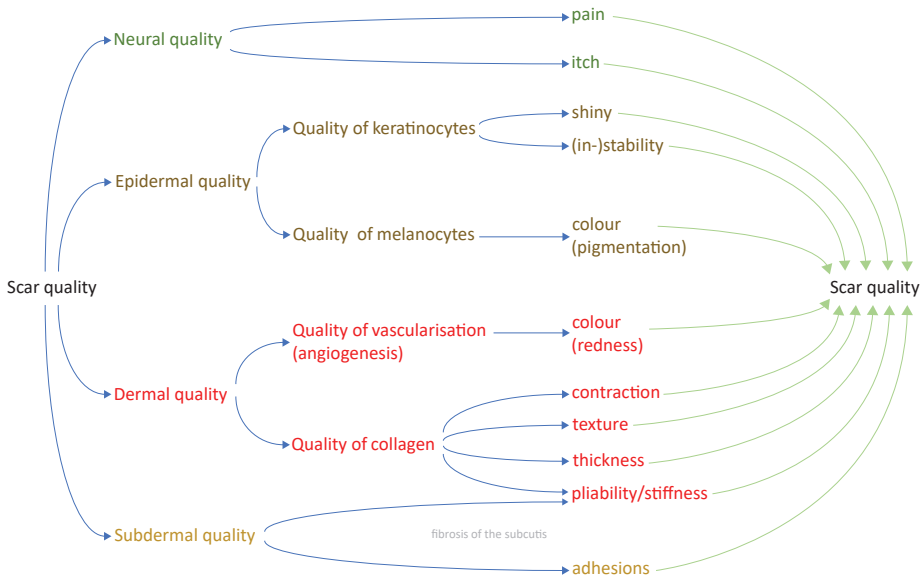 pain
Neural quality
itch
shiny
Quality of keratinocytes
(in-)stability
Epidermal quality
colour
Quality of melanocytes
(pigmentation)
Scar quality
Scar quality
Quality of vascularisation
(angiogenesis)
colour
(redness)
Dermal quality
contraction
texture
Quality of collagen
thickness
pliability/stiffness
Subdermal quality
fibrosis of the subcutis
adhesions